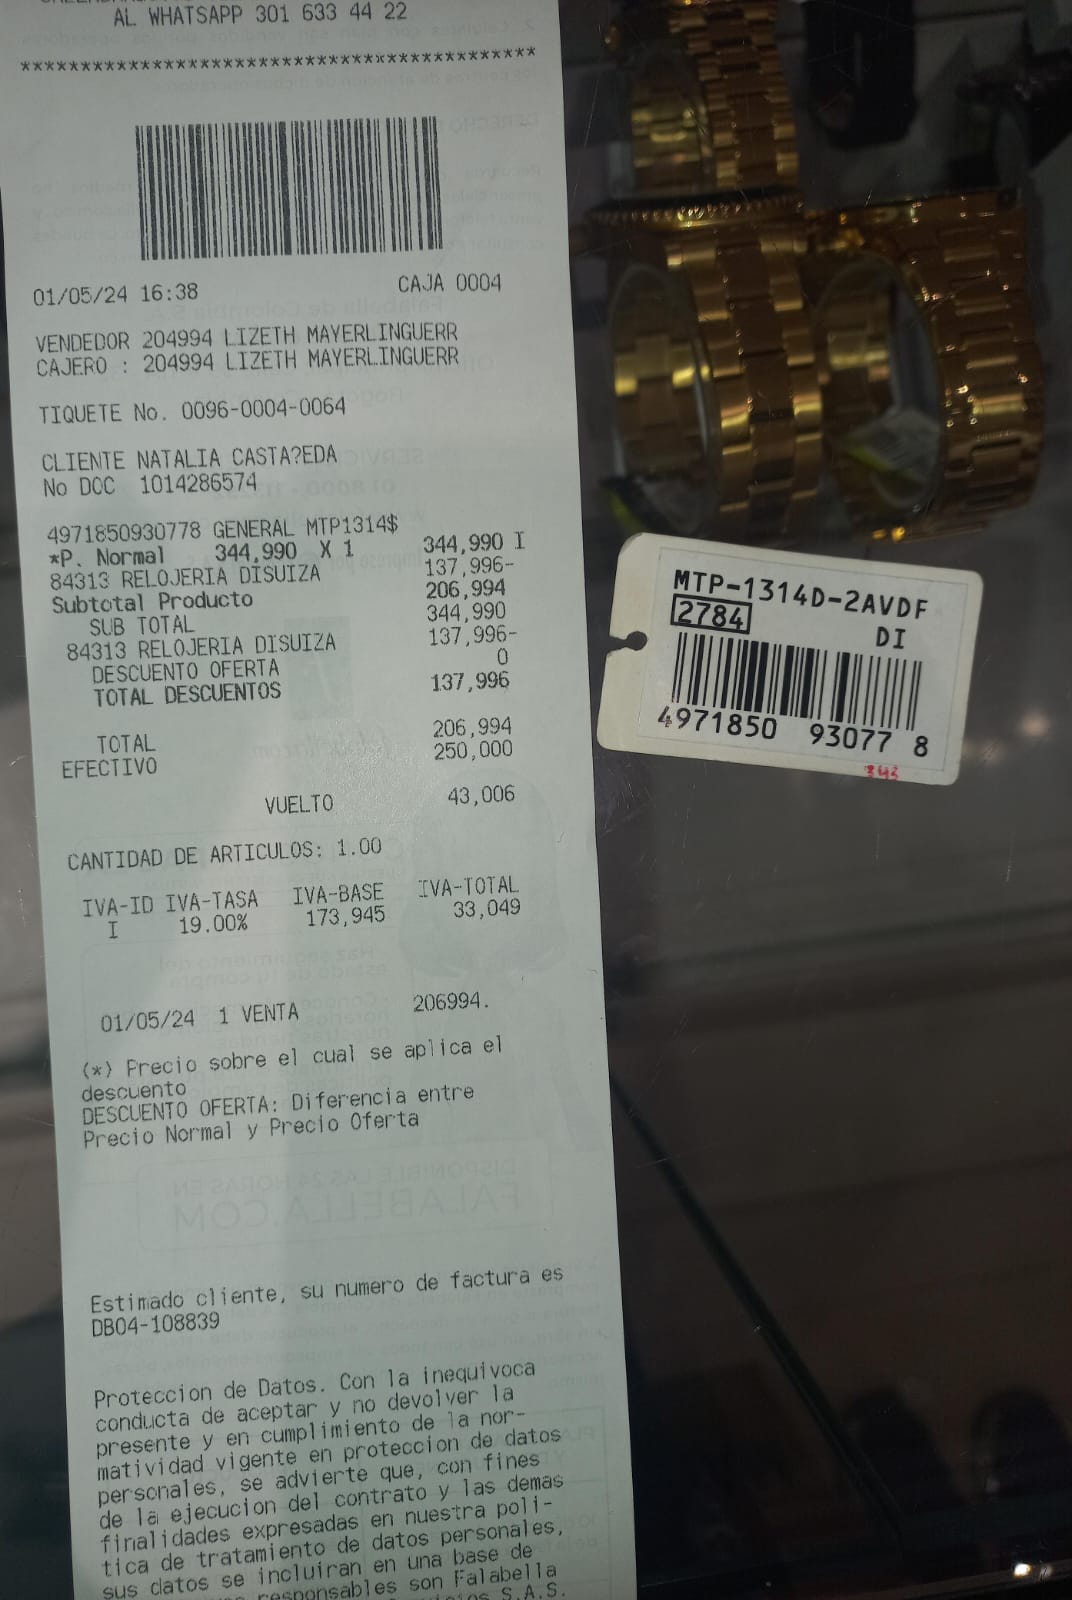 AL WHATSAPP 301 633 44 22
*******************************************
01/05/24 16:38 CAJA 0004
VENDEDOR 204994 LIZETH MAYERLINGUERR
CAJERO : 204994 LIZETH MAYERLINGUERR
TIQUETE No. 0096-0004-0064
CLIENTE NATALIA CASTA?EDA
No DOC 1014286574
4971850930778 GENERAL MTP1314$
*P. Normal 344,990 X 1 344,990 I
84313 RELOJERIA DISUIZA 137,996-
Subtotal Producto 206,994
SUB TOTAL 344,990
84313 RELOJERIA DISUIZA 137,996-
DESCUENTO OFERTA 0
TOTAL DESCUENTOS 137,996
TOTAL 206,994
EFECTIVO 250,000
VUELTO 43,006
CANTIDAD DE ARTICULOS: 1.00
IVA-ID IVA-TASA IVA-BASE IVA-TOTAL
I 19.00% 173,945 33,049
01/05/24 1 VENTA 206994.
(*) Precio sobre el cual se aplica el
descuento
DESCUENTO OFERTA: Diferencia entre
Precio Normal y Precio Oferta
Estimado cliente, su numero de factura es
DB04-108839
Proteccion de Datos. Con la inequivoca
conducta de aceptar y no devolver la
presente y en cumplimiento de la nor-
matividad vigente en proteccion de datos
personales, se advierte que, con fines
de la ejecucion del contrato y las demas
finalidades expresadas en nuestra poli-
tica de tratamiento de datos personales,
sus datos se incluiran en una base de
responsables son Falabella
S.A.S.
MTP-1314D-2AVDF
2784 DI
4971850 93077 8
343